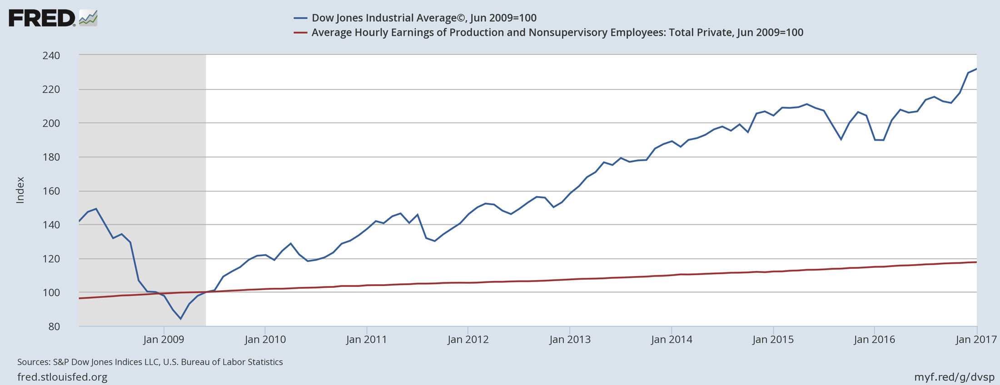 FRED®
Dow Jones Industrial Average©, Jun 2009=100
Average Hourly Earnings of Production and Nonsupervisory Employees: Total Private, Jun 2009=100
240
220
200
180
160
140
120
100
80
Index
Jan 2009
Jan 2010
Jan 2011
Jan 2012
Jan 2013
Jan 2014
Jan 2015
Jan 2016
Jan 2017
Sources: S&P Dow Jones Indices LLC, U.S. Bureau of Labor Statistics
fred.stlouisfed.org
myf.red/g/dvsp